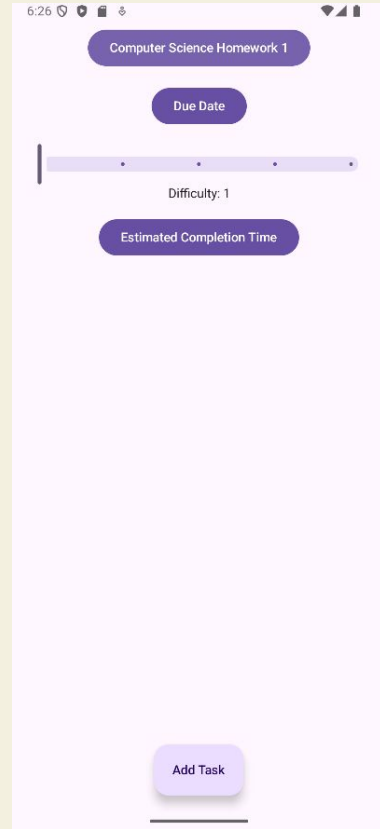 6:26
Computer Science Homework 1
Due Date
Difficulty: 1
Estimated Completion Time
Add Task